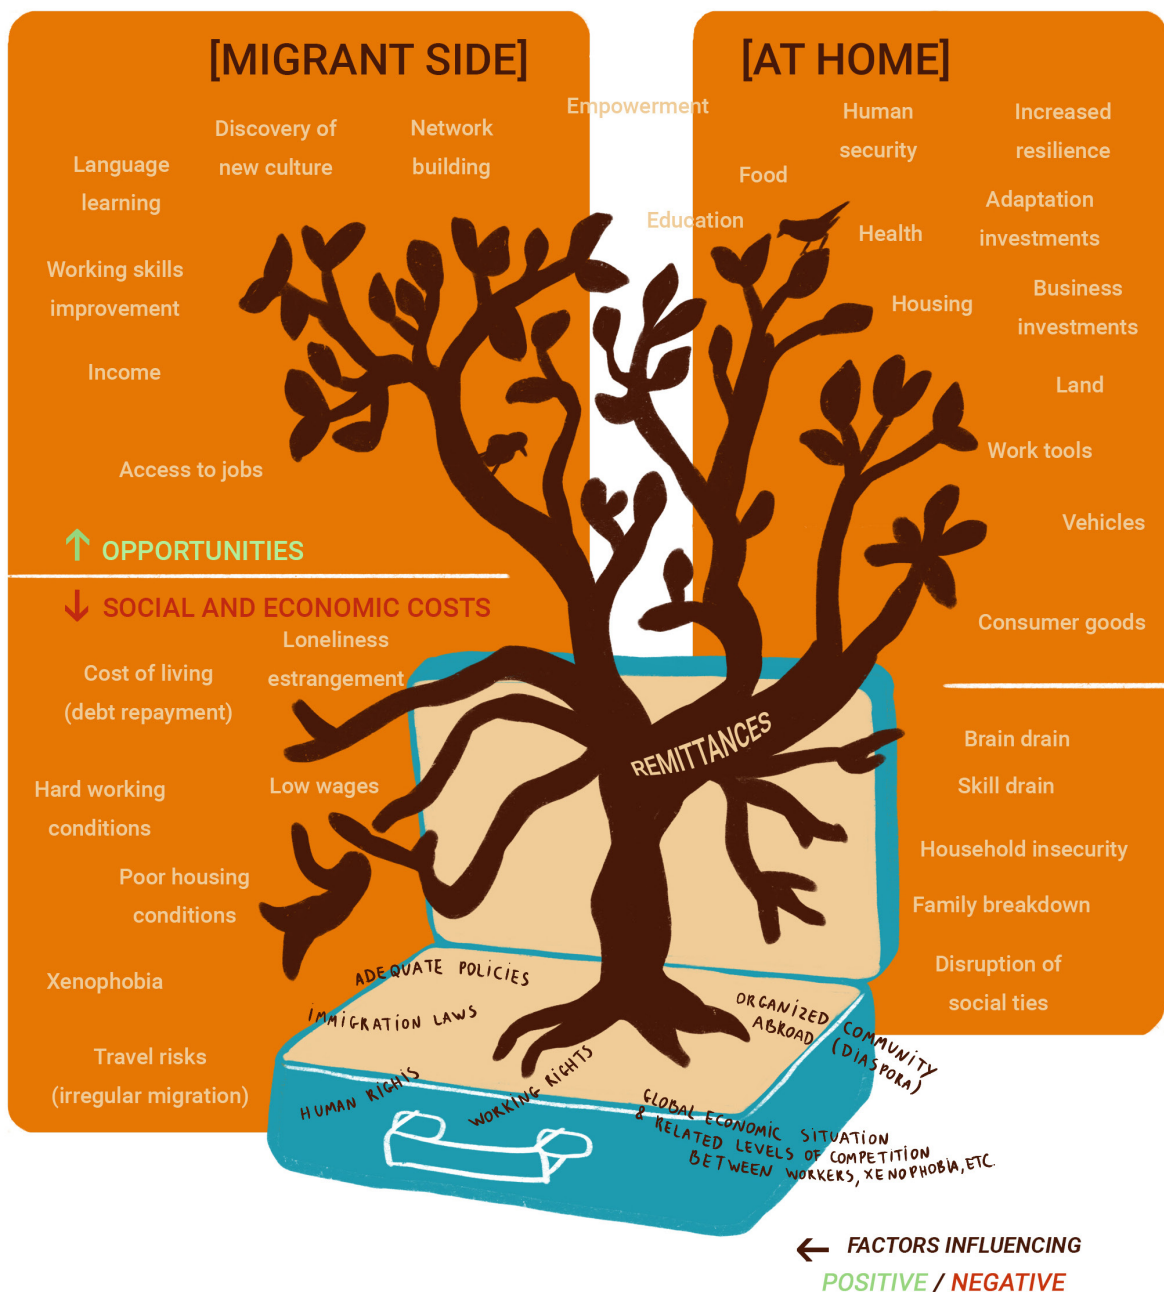 [MIGRANT SIDE]
Discovery of
new culture
Network
building
Language
learning
Working skills
improvement
Income
Access to jobs
↑ OPPORTUNITIES
↓ SOCIAL AND ECONOMIC COSTS
Loneliness
estrangement
Cost of living
(debt repayment)
Hard working
conditions
Low wages
Poor housing
conditions
Xenophobia
Travel risks
(irregular migration)
Empowerment
Education
[AT HOME]
Human
security
Increased
resilience
Food
Adaptation
investments
Health
Housing
Business
investments
Land
Work tools
Vehicles
Consumer goods
Brain drain
Skill drain
Household insecurity
Family breakdown
Disruption of
social ties
REMITTANCES
ADEQUATE POLICIES
IMMIGRATION LAWS
HUMAN RIGHTS
WORKING RIGHTS
ORGANIZED COMMUNITY
ABROAD (DIASPORA)
GLOBAL ECONOMIC SITUATION
& RELATED LEVELS OF COMPETITION
BETWEEN WORKERS, XENOPHOBIA, ETC.
← FACTORS INFLUENCING
POSITIVE / NEGATIVE